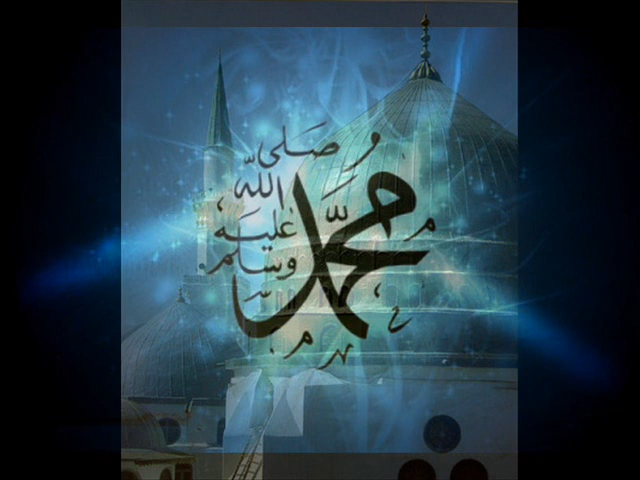 محمد
صلى
الله
عليه
وسلم